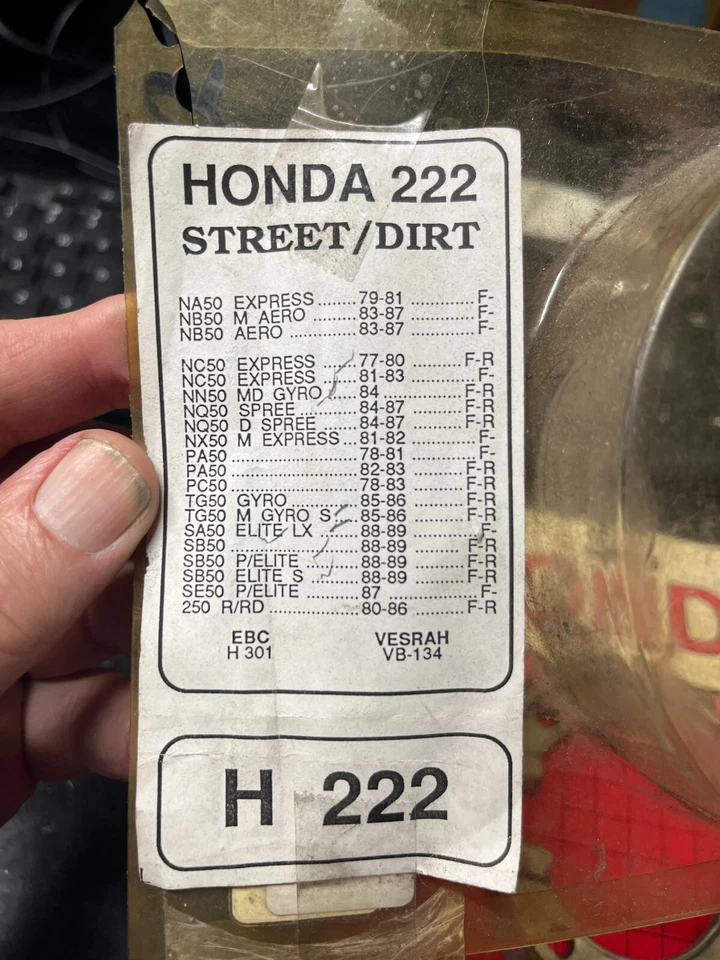 HONDA 222
STREET/DIRT
NA50 EXPRESS.......79-81 ...........F-
NB50 M AERO ........83-87 ...........F-
NB50 AERO .............83-87 ...........F-
NC50 EXPRESS .......77-80 .........F-R
NC50 EXPRESS .......81-83 ...........F-
NN50 MD GYRO .......84 ...............F-R
NQ50 SPREE ...........84-87 .........F-R
NQ50 D SPREE........84-87 .........F-R
NX50 M EXPRESS...81-82 ...........F-
PA50 ........................78-81 ...........F-
PA50 ........................82-83 .........F-R
PC50 ........................78-83 .........F-R
TG50 GYRO .............85-86 .........F-R
TG50 M GYRO S .....85-86 .........F-R
SA50 ELITE LX ........88-89 ...........F-
SB50 ........................88-89 .........F-R
SB50 P/ELITE ..........88-89 .........F-R
SB50 ELITE S ..........88-89 .........F-R
SE50 P/ELITE ..........87 ...............F-
250 R/RD .................80-86 .........F-R
EBC VESRAH
H 301 VB-134
H 222
D